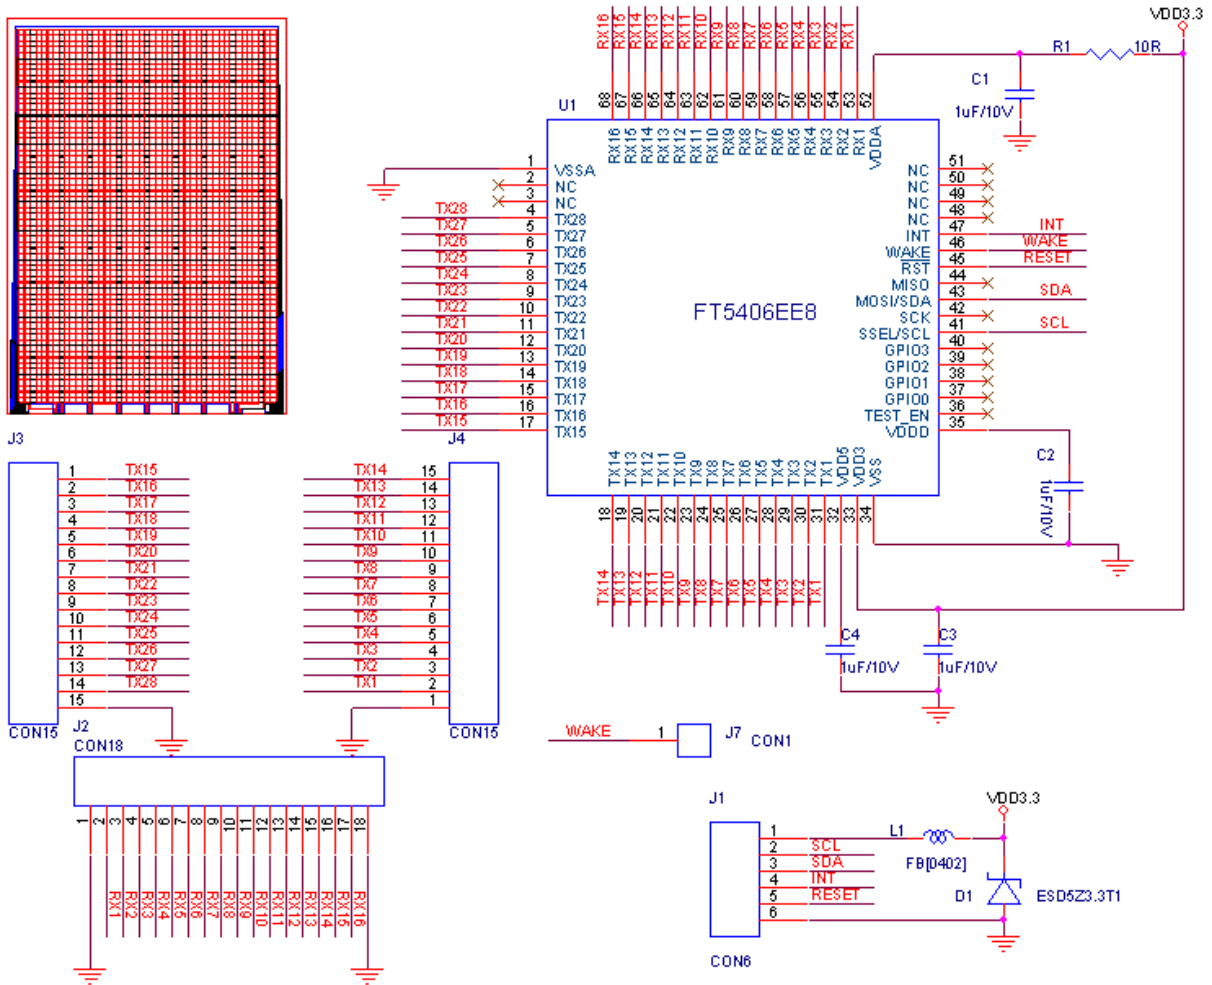 VDD3.3
RX16 RX15 RX14 RX13 RX12 RX11 RX10 RX9 RX8 RX7 RX6 RX5 RX4 RX3 RX2 RX1
R1 10R
C1
1uF/10V
U1
68 67 66 65 64 63 62 61 60 59 58 57 56 55 54 53 52
RX16 RX15 RX14 RX13 RX12 RX11 RX10 RX9 RX8 RX7 RX6 RX5 RX4 RX3 RX2 RX1 VDDA
1 VSSA
2 NC
3 NC
TX28 4 TX28
TX27 5 TX27
TX26 6 TX26
TX25 7 TX25
TX24 8 TX24
TX23 9 TX23
TX22 10 TX22
TX21 11 TX21
TX20 12 TX20
TX19 13 TX19
TX18 14 TX18
TX17 15 TX17
TX16 16 TX16
TX15 17 TX15
FT5406EE8
NC 51
NC 50
NC 49
NC 48
INT 47 INT
WAKE 46 WAKE
RST 45 RESET
MISO 44
MOSI/SDA 43 SDA
SCK 42
SSEL/SCL 41 SCL
GPIO3 40
GPIO2 39
GPIO1 38
GPIO0 37
TEST_EN 36
VDDD 35
TX14 TX13 TX12 TX11 TX10 TX9 TX8 TX7 TX6 TX5 TX4 TX3 TX2 TX1 VDD5 VDD3 VSS
18 19 20 21 22 23 24 25 26 27 28 29 30 31 32 33 34
TX14 TX13 TX12 TX11 TX10 TX9 TX8 TX7 TX6 TX5 TX4 TX3 TX2 TX1
C2
1uF/10V
C4
1uF/10V
C3
1uF/10V
J3
1 TX15
2 TX16
3 TX17
4 TX18
5 TX19
6 TX20
7 TX21
8 TX22
9 TX23
10 TX24
11 TX25
12 TX26
13 TX27
14 TX28
15
CON15
J4
TX14 15
TX13 14
TX12 13
TX11 12
TX10 11
TX9 10
TX8 9
TX7 8
TX6 7
TX5 6
TX4 5
TX3 4
TX2 3
TX1 2
1
CON15
J2
CON18
1 2 3 4 5 6 7 8 9 10 11 12 13 14 15 16 17 18
RX1 RX2 RX3 RX4 RX5 RX6 RX7 RX8 RX9 RX10 RX11 RX12 RX13 RX14 RX15 RX16
WAKE 1 J7 CON1
J1
VDD3.3
1 L1
FB[0402]
2 SCL
3 SDA
4 INT
5 RESET
6
D1 ESD5Z3.3T1
CON6